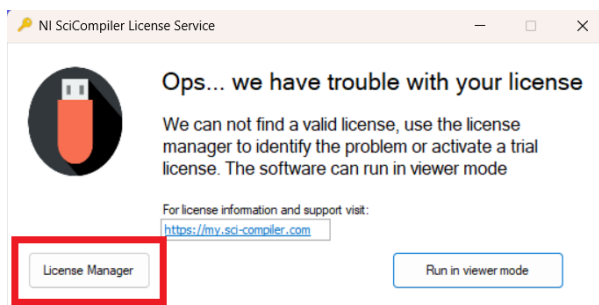 NI SciCompiler License Service
Ops... we have trouble with your license
We can not find a valid license, use the license
manager to identify the problem or activate a trial
license. The software can run in viewer mode
For license information and support visit:
https://my.sci-compiler.com
License Manager
Run in viewer mode